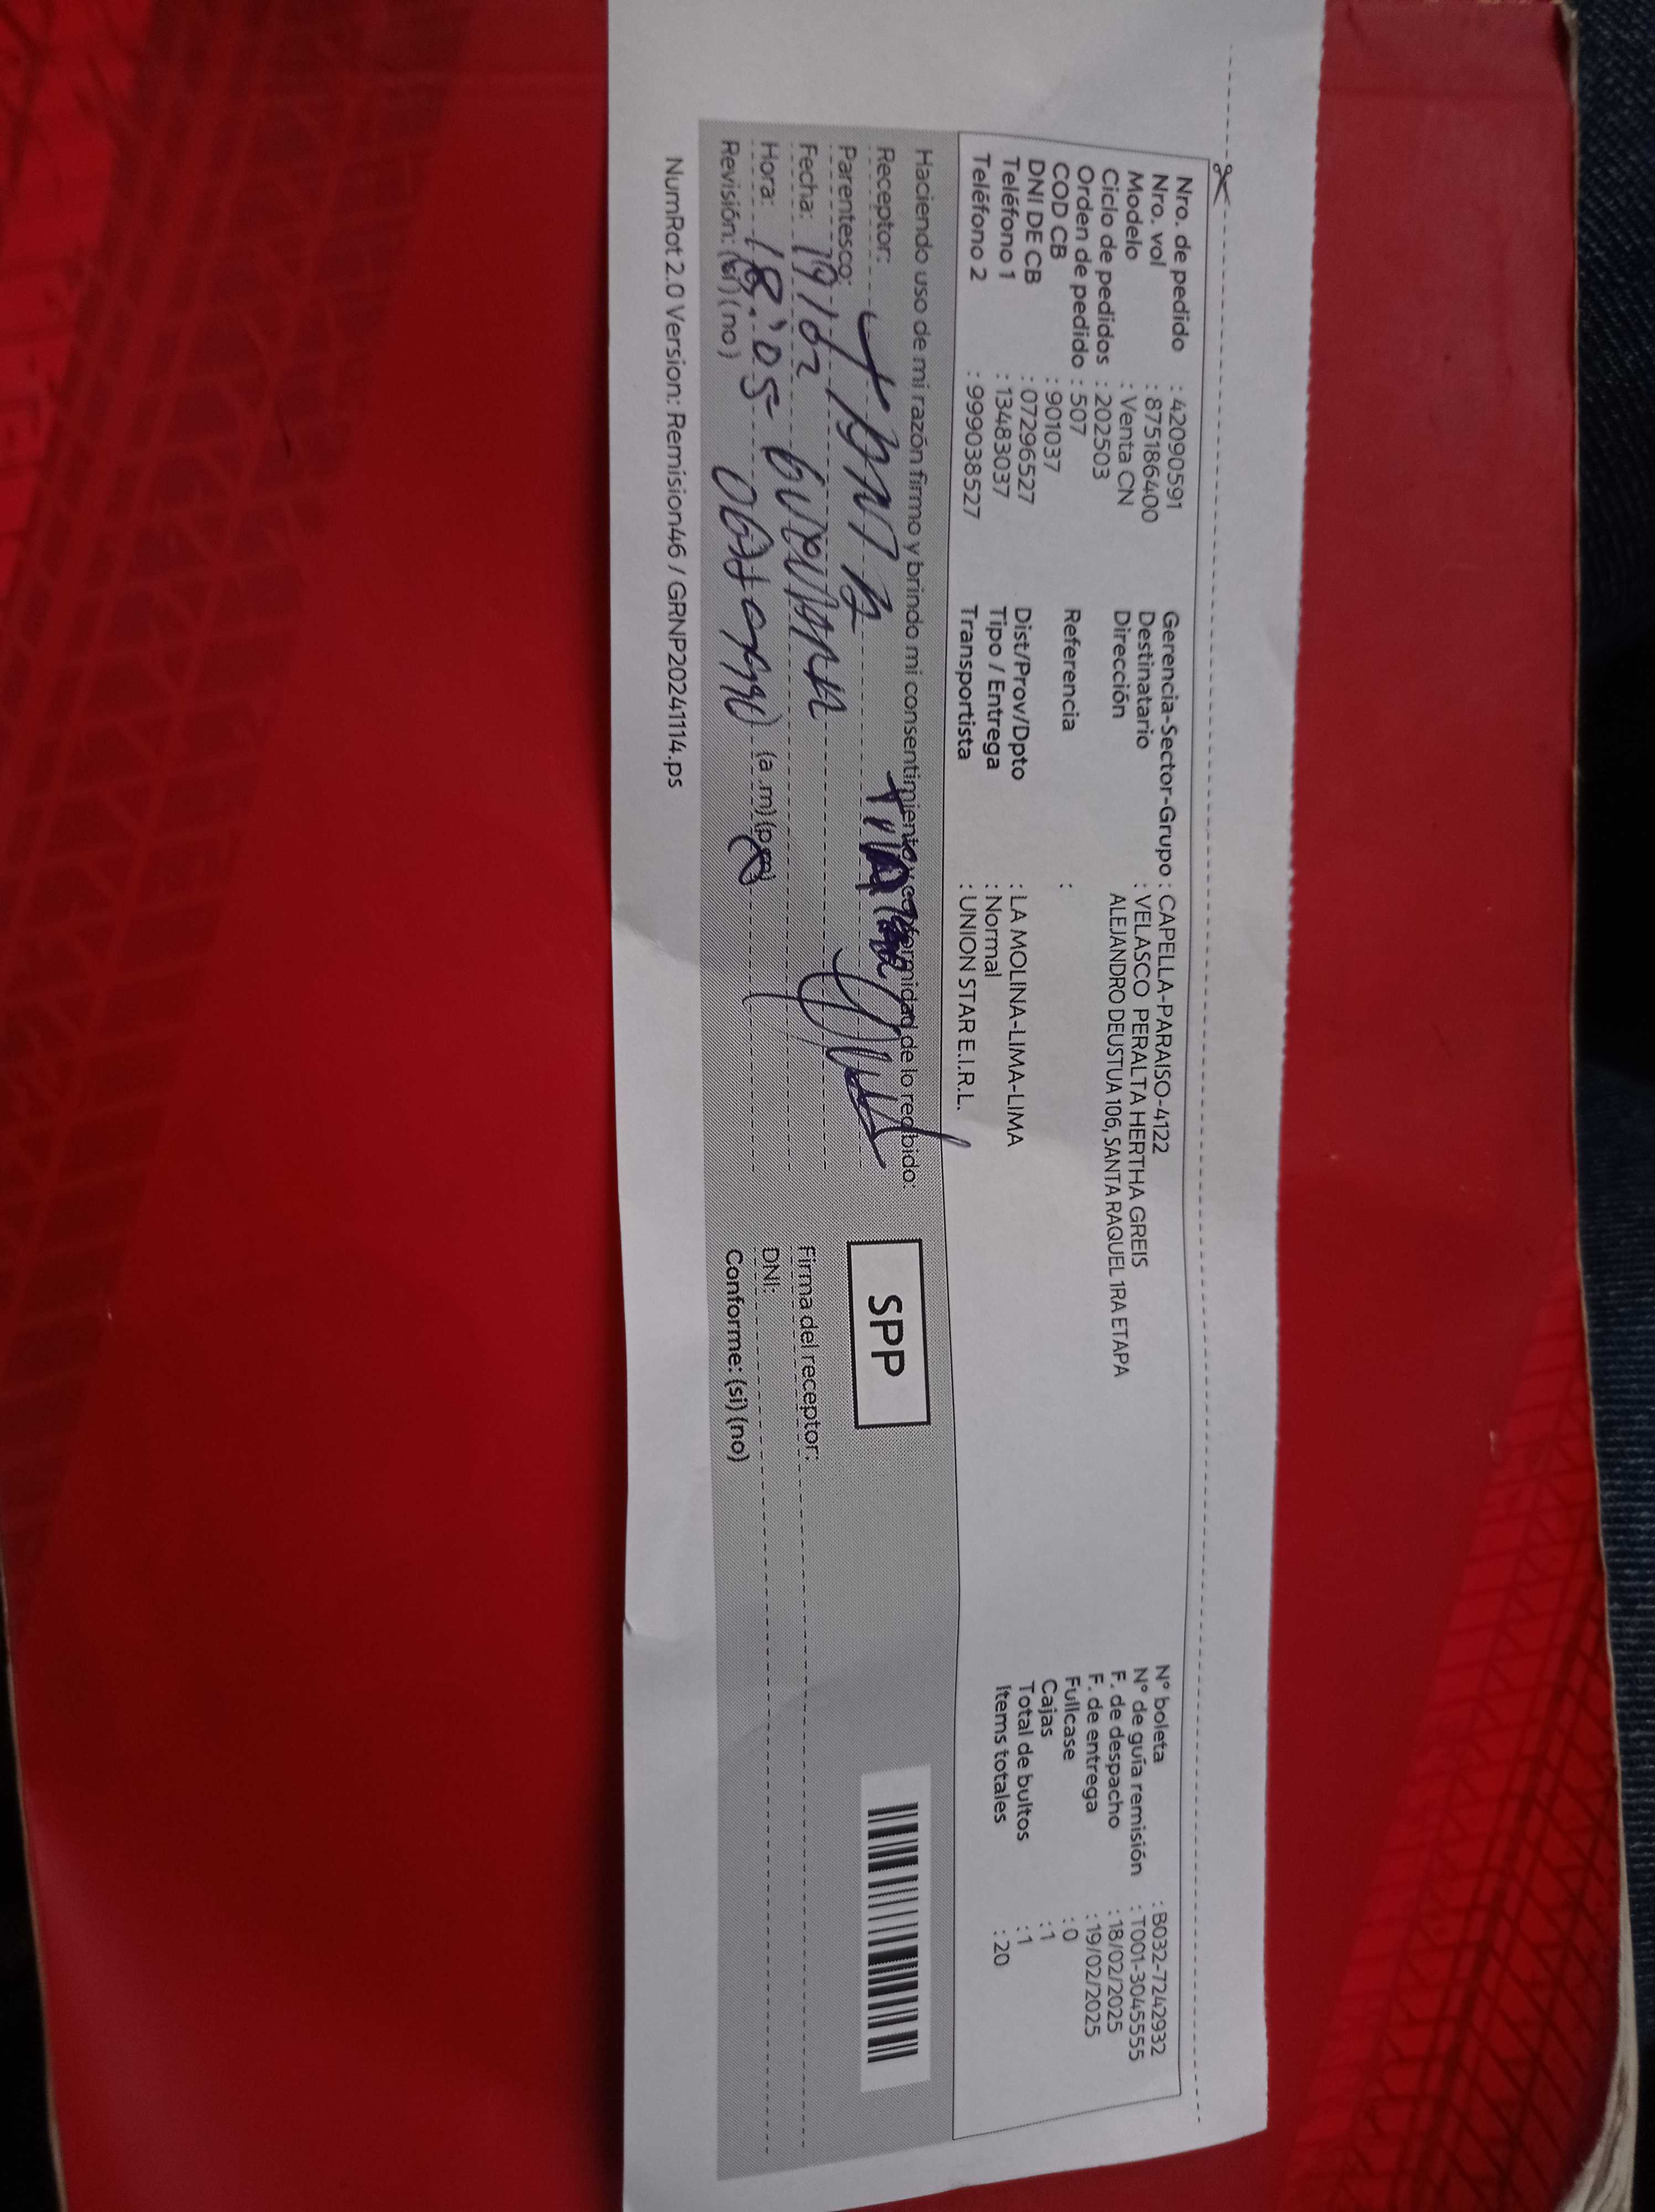 Nro. de pedido : 42090591
Nro. vol : 875186400
Modelo : Venta CN
Ciclo de pedidos : 202503
Orden de pedido : 507
COD CB : 901037
DNI DE CB : 07296527
Teléfono 1 : 13483037
Teléfono 2 : 999038527
Gerencia-Sector-Grupo : CAPELLA-PARAISO-4122
Destinatario : VELASCO PERALTA HERTHA GREIS
Dirección ALEJANDRO DEUSTUA 106, SANTA RAQUEL 1RA ETAPA
Referencia :
Dist/Prov/Dpto : LA MOLINA-LIMA-LIMA
Tipo / Entrega : Normal
Transportista : UNION STAR E.I.R.L.
N° boleta : B032-7242932
N° de guía remisión : T001-3045555
F. de despacho : 18/02/2025
F. de entrega : 19/02/2025
Fullcase : 0
Cajas : 1
Total de bultos : 1
Items totales : 20
Haciendo uso de mi razón firmo y brindo mi consentimiento y conformidad de lo recibido:
Receptor:
Parentesco:
Fecha: 19/02
Hora: 18:05 (a.m) (pm)
Revisión: (si) (no)
SPP
Firma del receptor:
DNI:
Conforme: (si) (no)
NumRot 2.0 Version: Remision46 / GRNP20241114.ps